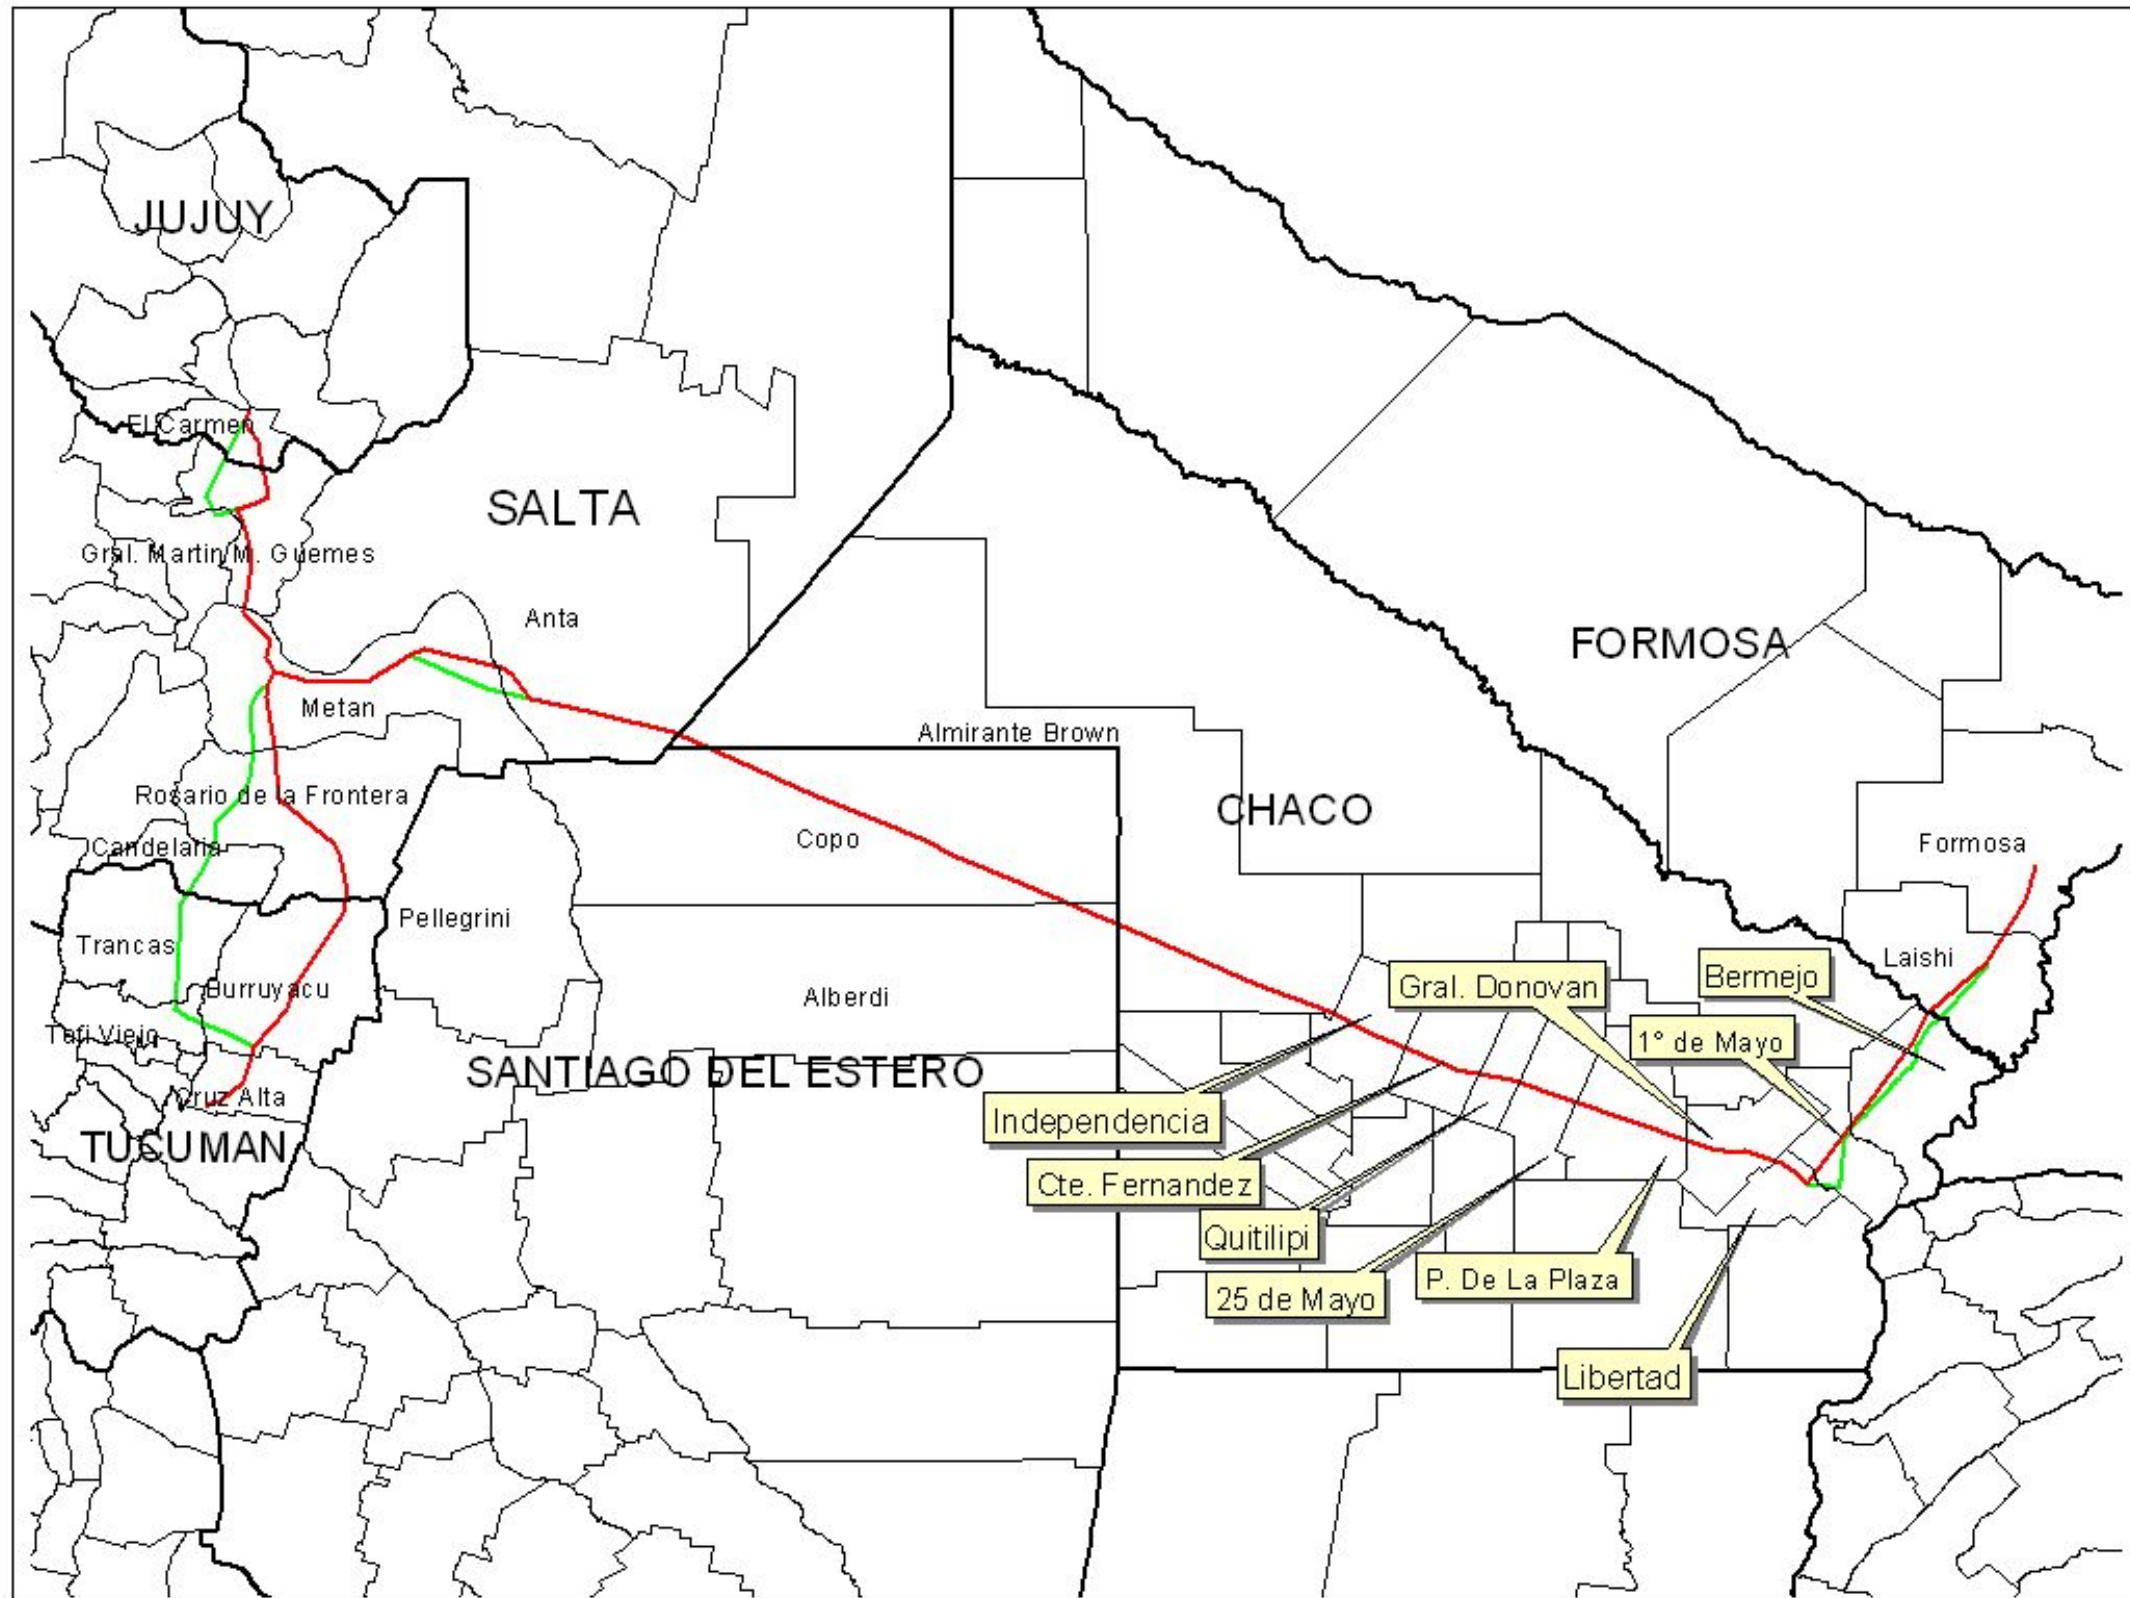 JUJUY
El Carmen
SALTA
Gral. Martin M. Guemes
Anta
FORMOSA
Metan
Almirante Brown
Rosario de la Frontera
CHACO
Copo
Candelaria
Formosa
Pellegrini
Trancas
Laishi
Bermejo
Gral. Donovan
Burruyacu
Alberdi
Tafi Viejo
1° de Mayo
SANTIAGO DEL ESTERO
Cruz Alta
Independencia
TUCUMAN
Cte. Fernandez
Quitilipi
P. De La Plaza
25 de Mayo
Libertad